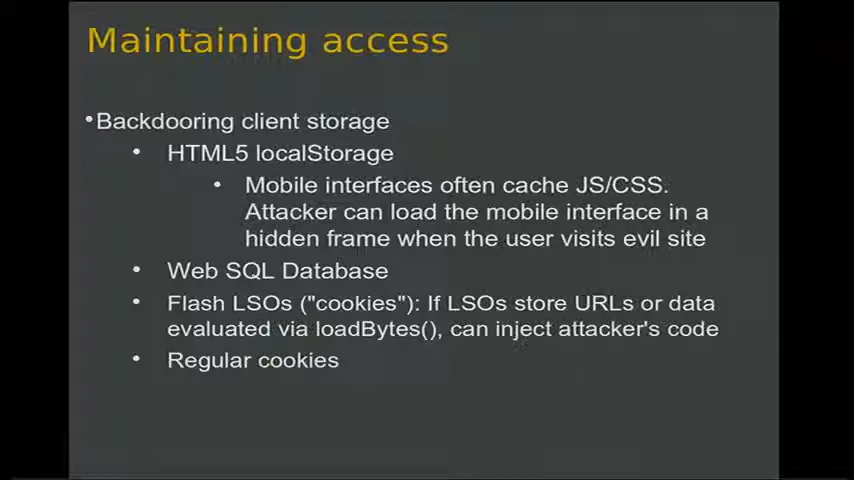 Maintaining access
•Backdooring client storage
• HTML5 localStorage
• Mobile interfaces often cache JS/CSS.
Attacker can load the mobile interface in a
hidden frame when the user visits evil site
• Web SQL Database
• Flash LSOs ("cookies"): If LSOs store URLs or data
evaluated via loadBytes(), can inject attacker's code
• Regular cookies